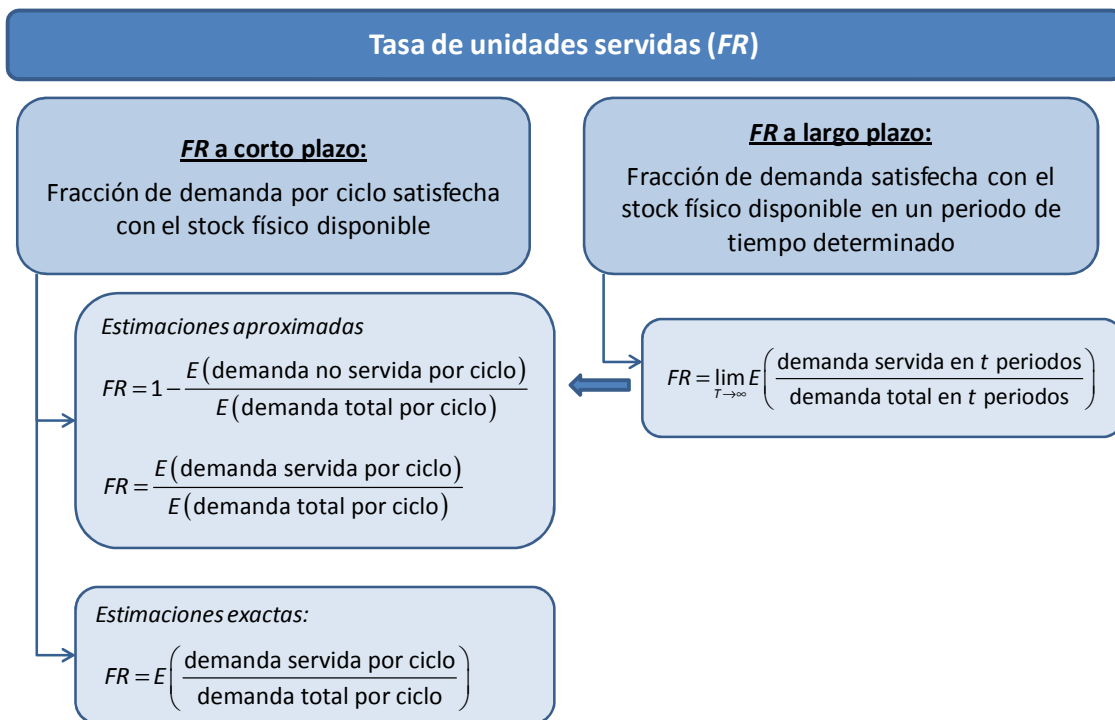 Tasa de unidades servidas (FR)
FR a corto plazo:
Fracción de demanda por ciclo satisfecha
con el stock físico disponible
FR a largo plazo:
Fracción de demanda satisfecha con el
stock físico disponible en un periodo de
tiempo determinado
Estimaciones aproximadas
FR = 1 − E(demanda no servida por ciclo) / E(demanda total por ciclo)
FR = E(demanda servida por ciclo) / E(demanda total por ciclo)
FR = lim T→∞ E(demanda servida en t periodos / demanda total en t periodos)
Estimaciones exactas:
FR = E(demanda servida por ciclo / demanda total por ciclo)